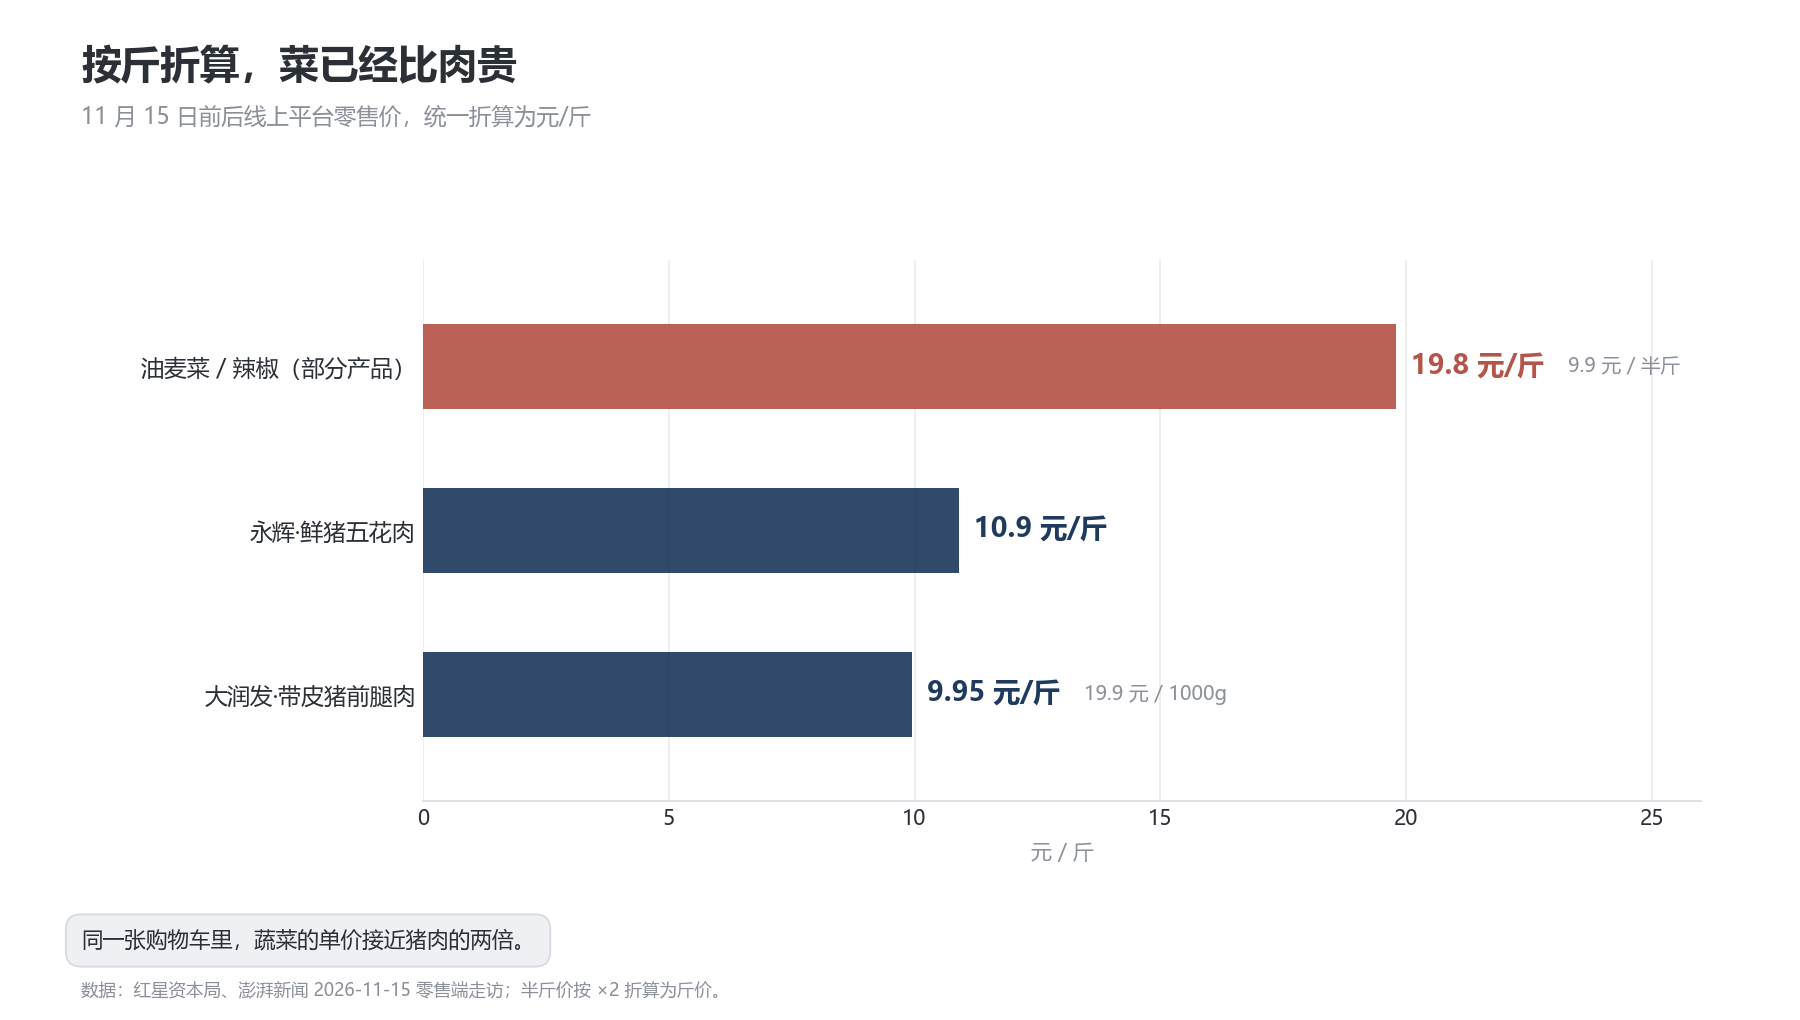 按斤折算，菜已经比肉贵
11 月 15 日前后线上平台零售价，统一折算为元/斤
油麦菜 / 辣椒（部分产品）
19.8 元/斤 9.9 元 / 半斤
永辉·鲜猪五花肉
10.9 元/斤
大润发·带皮猪前腿肉
9.95 元/斤 19.9 元 / 1000g
0 5 10 15 20 25
元 / 斤
同一张购物车里，蔬菜的单价接近猪肉的两倍。
数据：红星资本局、澎湃新闻 2026-11-15 零售端走访；半斤价按 ×2 折算为斤价。